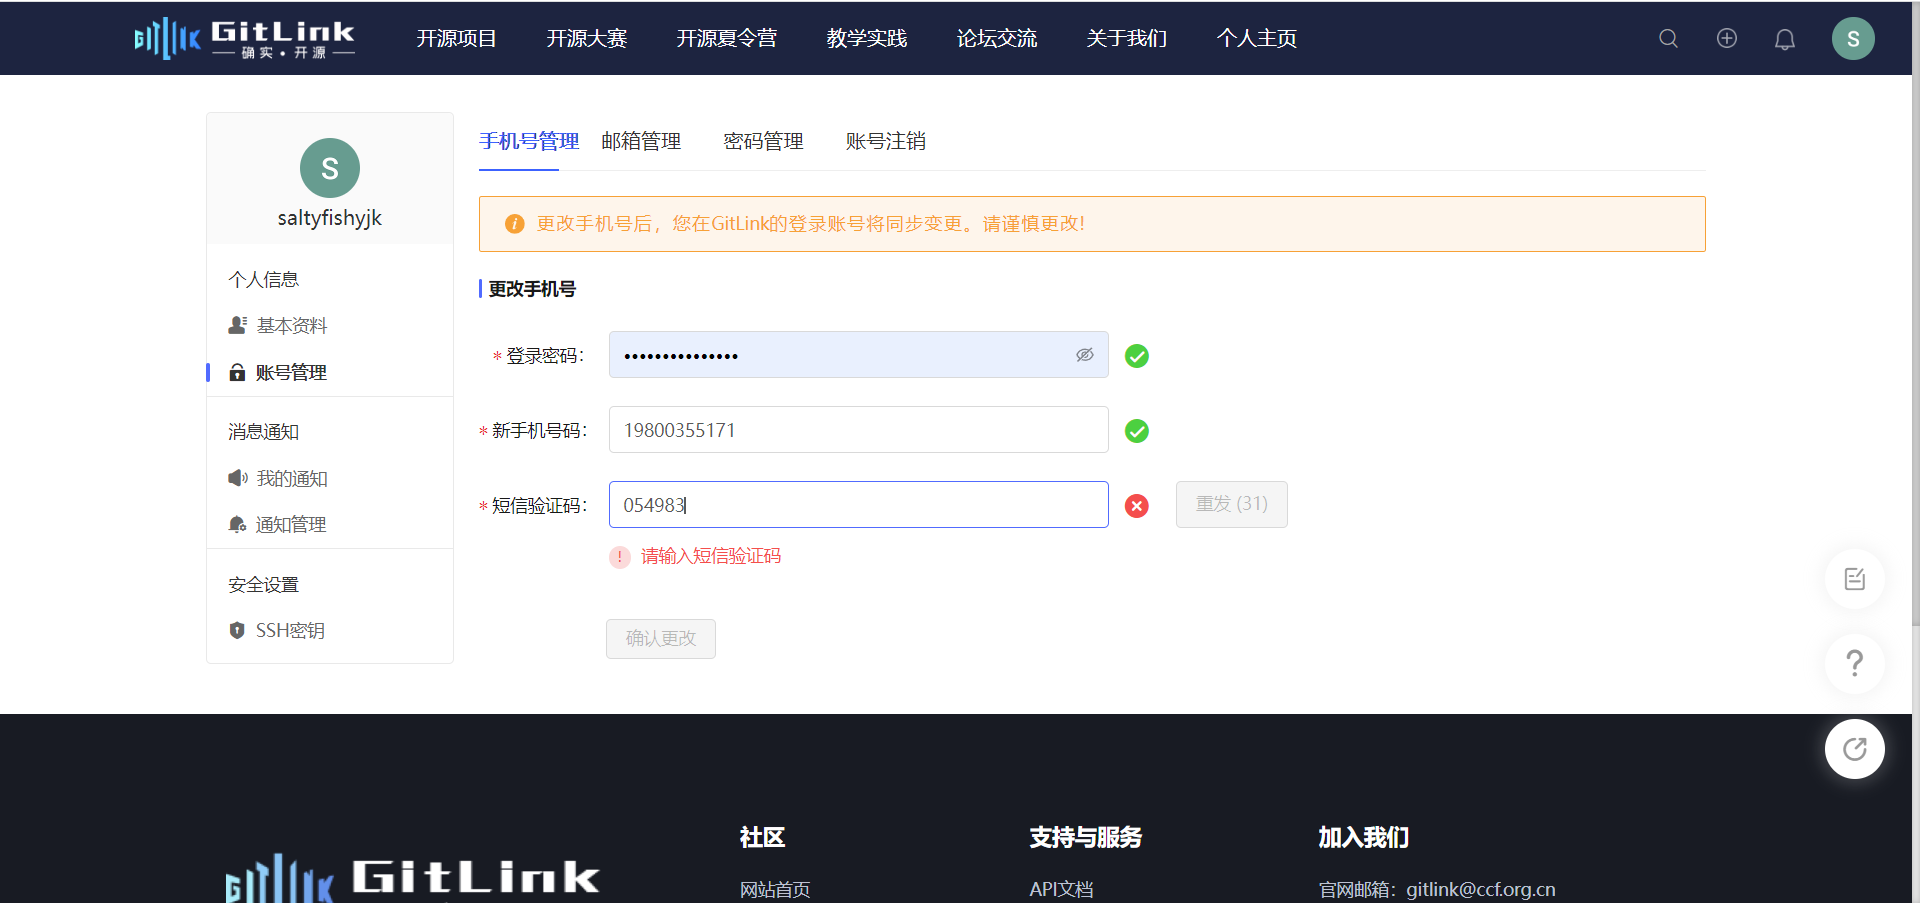 GitLink
确实·开源
开源项目 开源大赛 开源夏令营 教学实践 论坛交流 关于我们 个人主页
S
S
saltyfishyjk
个人信息
基本资料
账号管理
消息通知
我的通知
通知管理
安全设置
SSH密钥
手机号管理 邮箱管理 密码管理 账号注销
更改手机号后，您在GitLink的登录账号将同步变更。请谨慎更改！
更改手机号
* 登录密码： •••••••••••••••
* 新手机号码： 19800355171
* 短信验证码： 054983 重发 (31)
请输入短信验证码
确认更改
GitLink
社区
网站首页
支持与服务
API文档
加入我们
官网邮箱：gitlink@ccf.org.cn